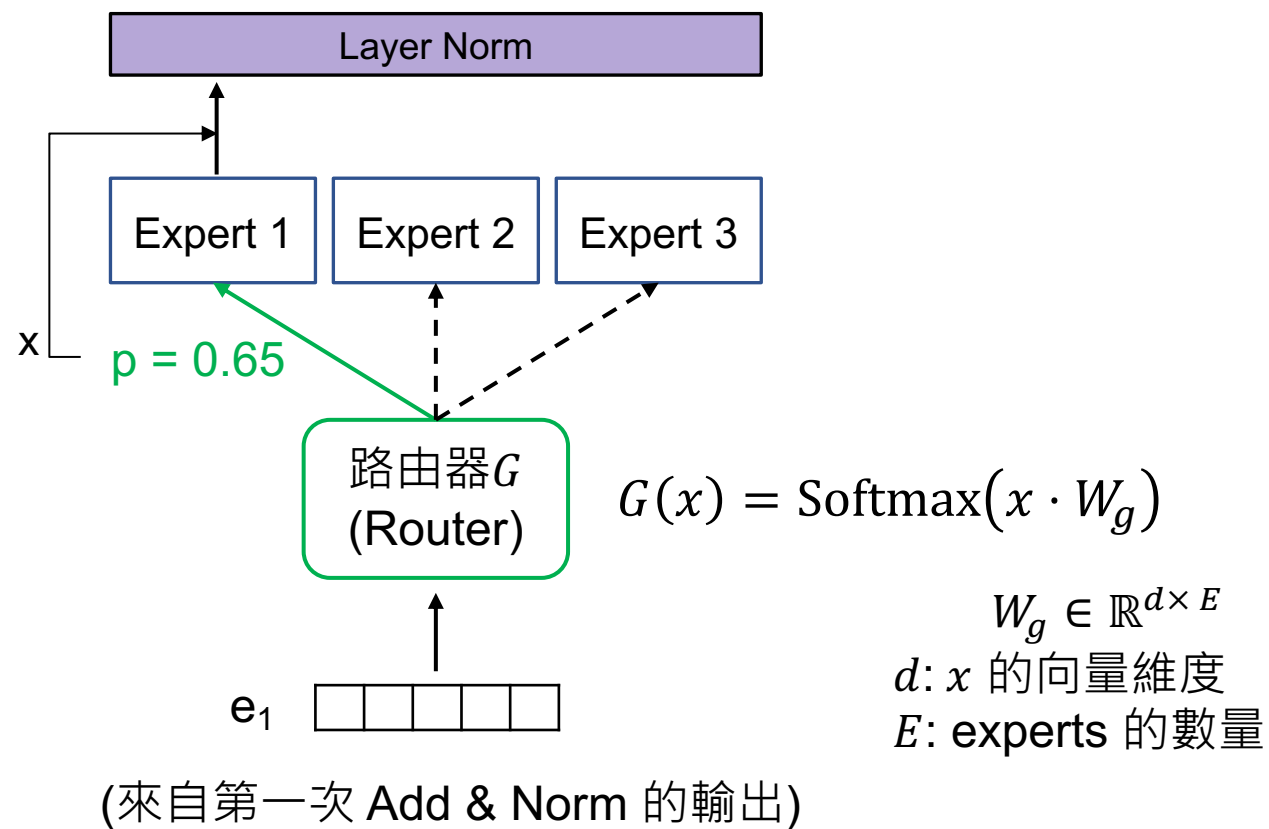 Layer Norm
Expert 1
Expert 2
Expert 3
x
p = 0.65
路由器G
(Router)
G(x) = Softmax(x · W_g)
W_g ∈ ℝ^{d× E}
d: x 的向量維度
E: experts 的數量
e₁
(來自第一次 Add & Norm 的輸出)